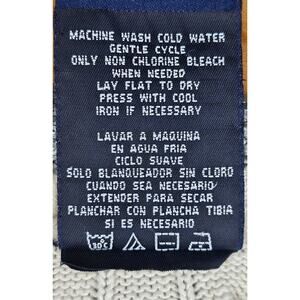 MACHINE WASH COLD WATER
GENTLE CYCLE
ONLY NON CHLORINE BLEACH
WHEN NEEDED
LAY FLAT TO DRY
PRESS WITH COOL
IRON IF NECESSARY
LAVAR A MAQUINA
EN AGUA FRIA
CICLO SUAVE
SOLO BLANQUEADOR SIN CLORO
CUANDO SEA NECESARIO
EXTENDER PARA SECAR
PLANCHAR CON PLANCHA TIBIA
SI ES NECESARIO
30°C